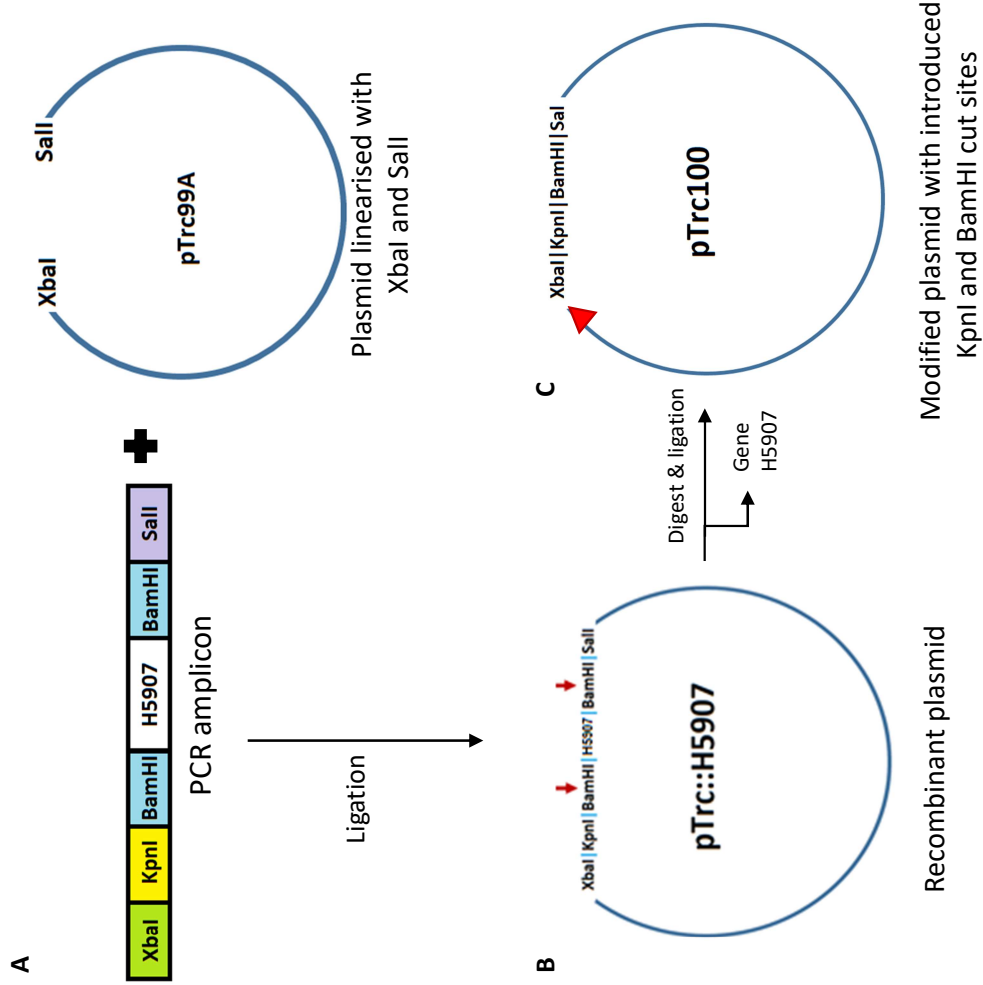 A
XbaI KpnI BamHI H5907 BamHI SalI
PCR amplicon
XbaI SalI
pTrc99A
Plasmid linearised with
XbaI and SalI
Ligation
B
XbaI|KpnI|BamHI|H5907|BamHI|SalI
pTrc::H5907
Recombinant plasmid
Digest & ligation
Gene
H5907
C
XbaI|KpnI|BamHI|Sal
pTrc100
Modified plasmid with introduced
KpnI and BamHI cut sites